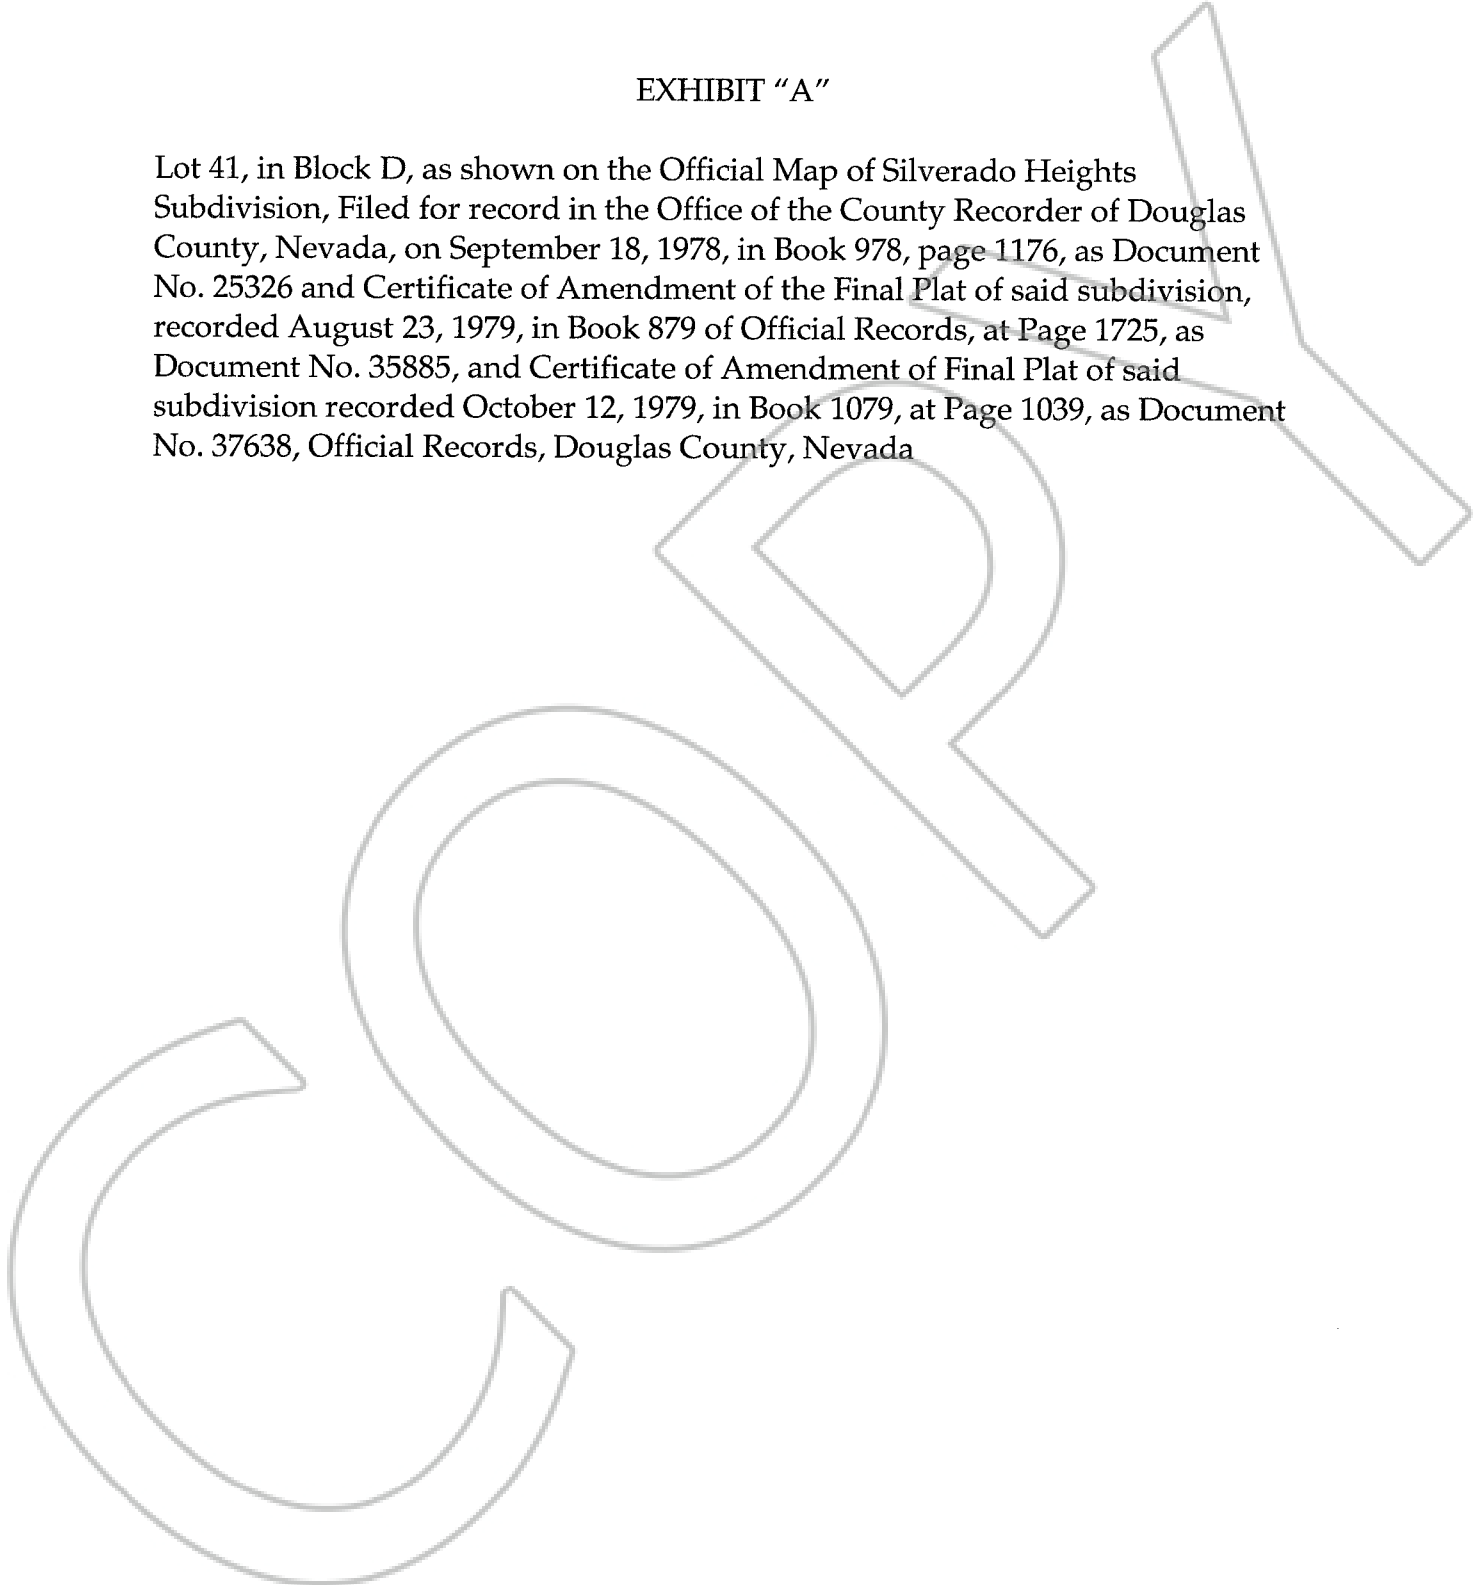 EXHIBIT “A”
Lot 41, in Block D, as shown on the Official Map of Silverado Heights
Subdivision, Filed for record in the Office of the County Recorder of Douglas
County, Nevada, on September 18, 1978, in Book 978, page 1176, as Document
No. 25326 and Certificate of Amendment of the Final Plat of said subdivision,
recorded August 23, 1979, in Book 879 of Official Records, at Page 1725, as
Document No. 35885, and Certificate of Amendment of Final Plat of said
subdivision recorded October 12, 1979, in Book 1079, at Page 1039, as Document
No. 37638, Official Records, Douglas County, Nevada
COPY